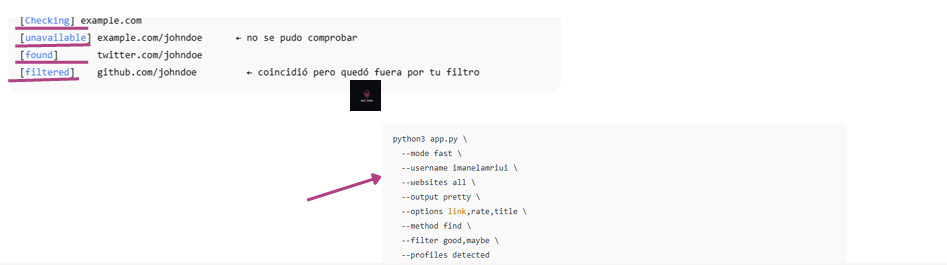 [Checking] example.com
[unavailable] example.com/johndoe ← no se pudo comprobar
[found] twitter.com/johndoe
[filtered] github.com/johndoe ← coincidió pero quedó fuera por tu filtro
python3 app.py \
--mode fast \
--username imanelamriui \
--websites all \
--output pretty \
--options link,rate,title \
--method find \
--filter good,maybe \
--profiles detected